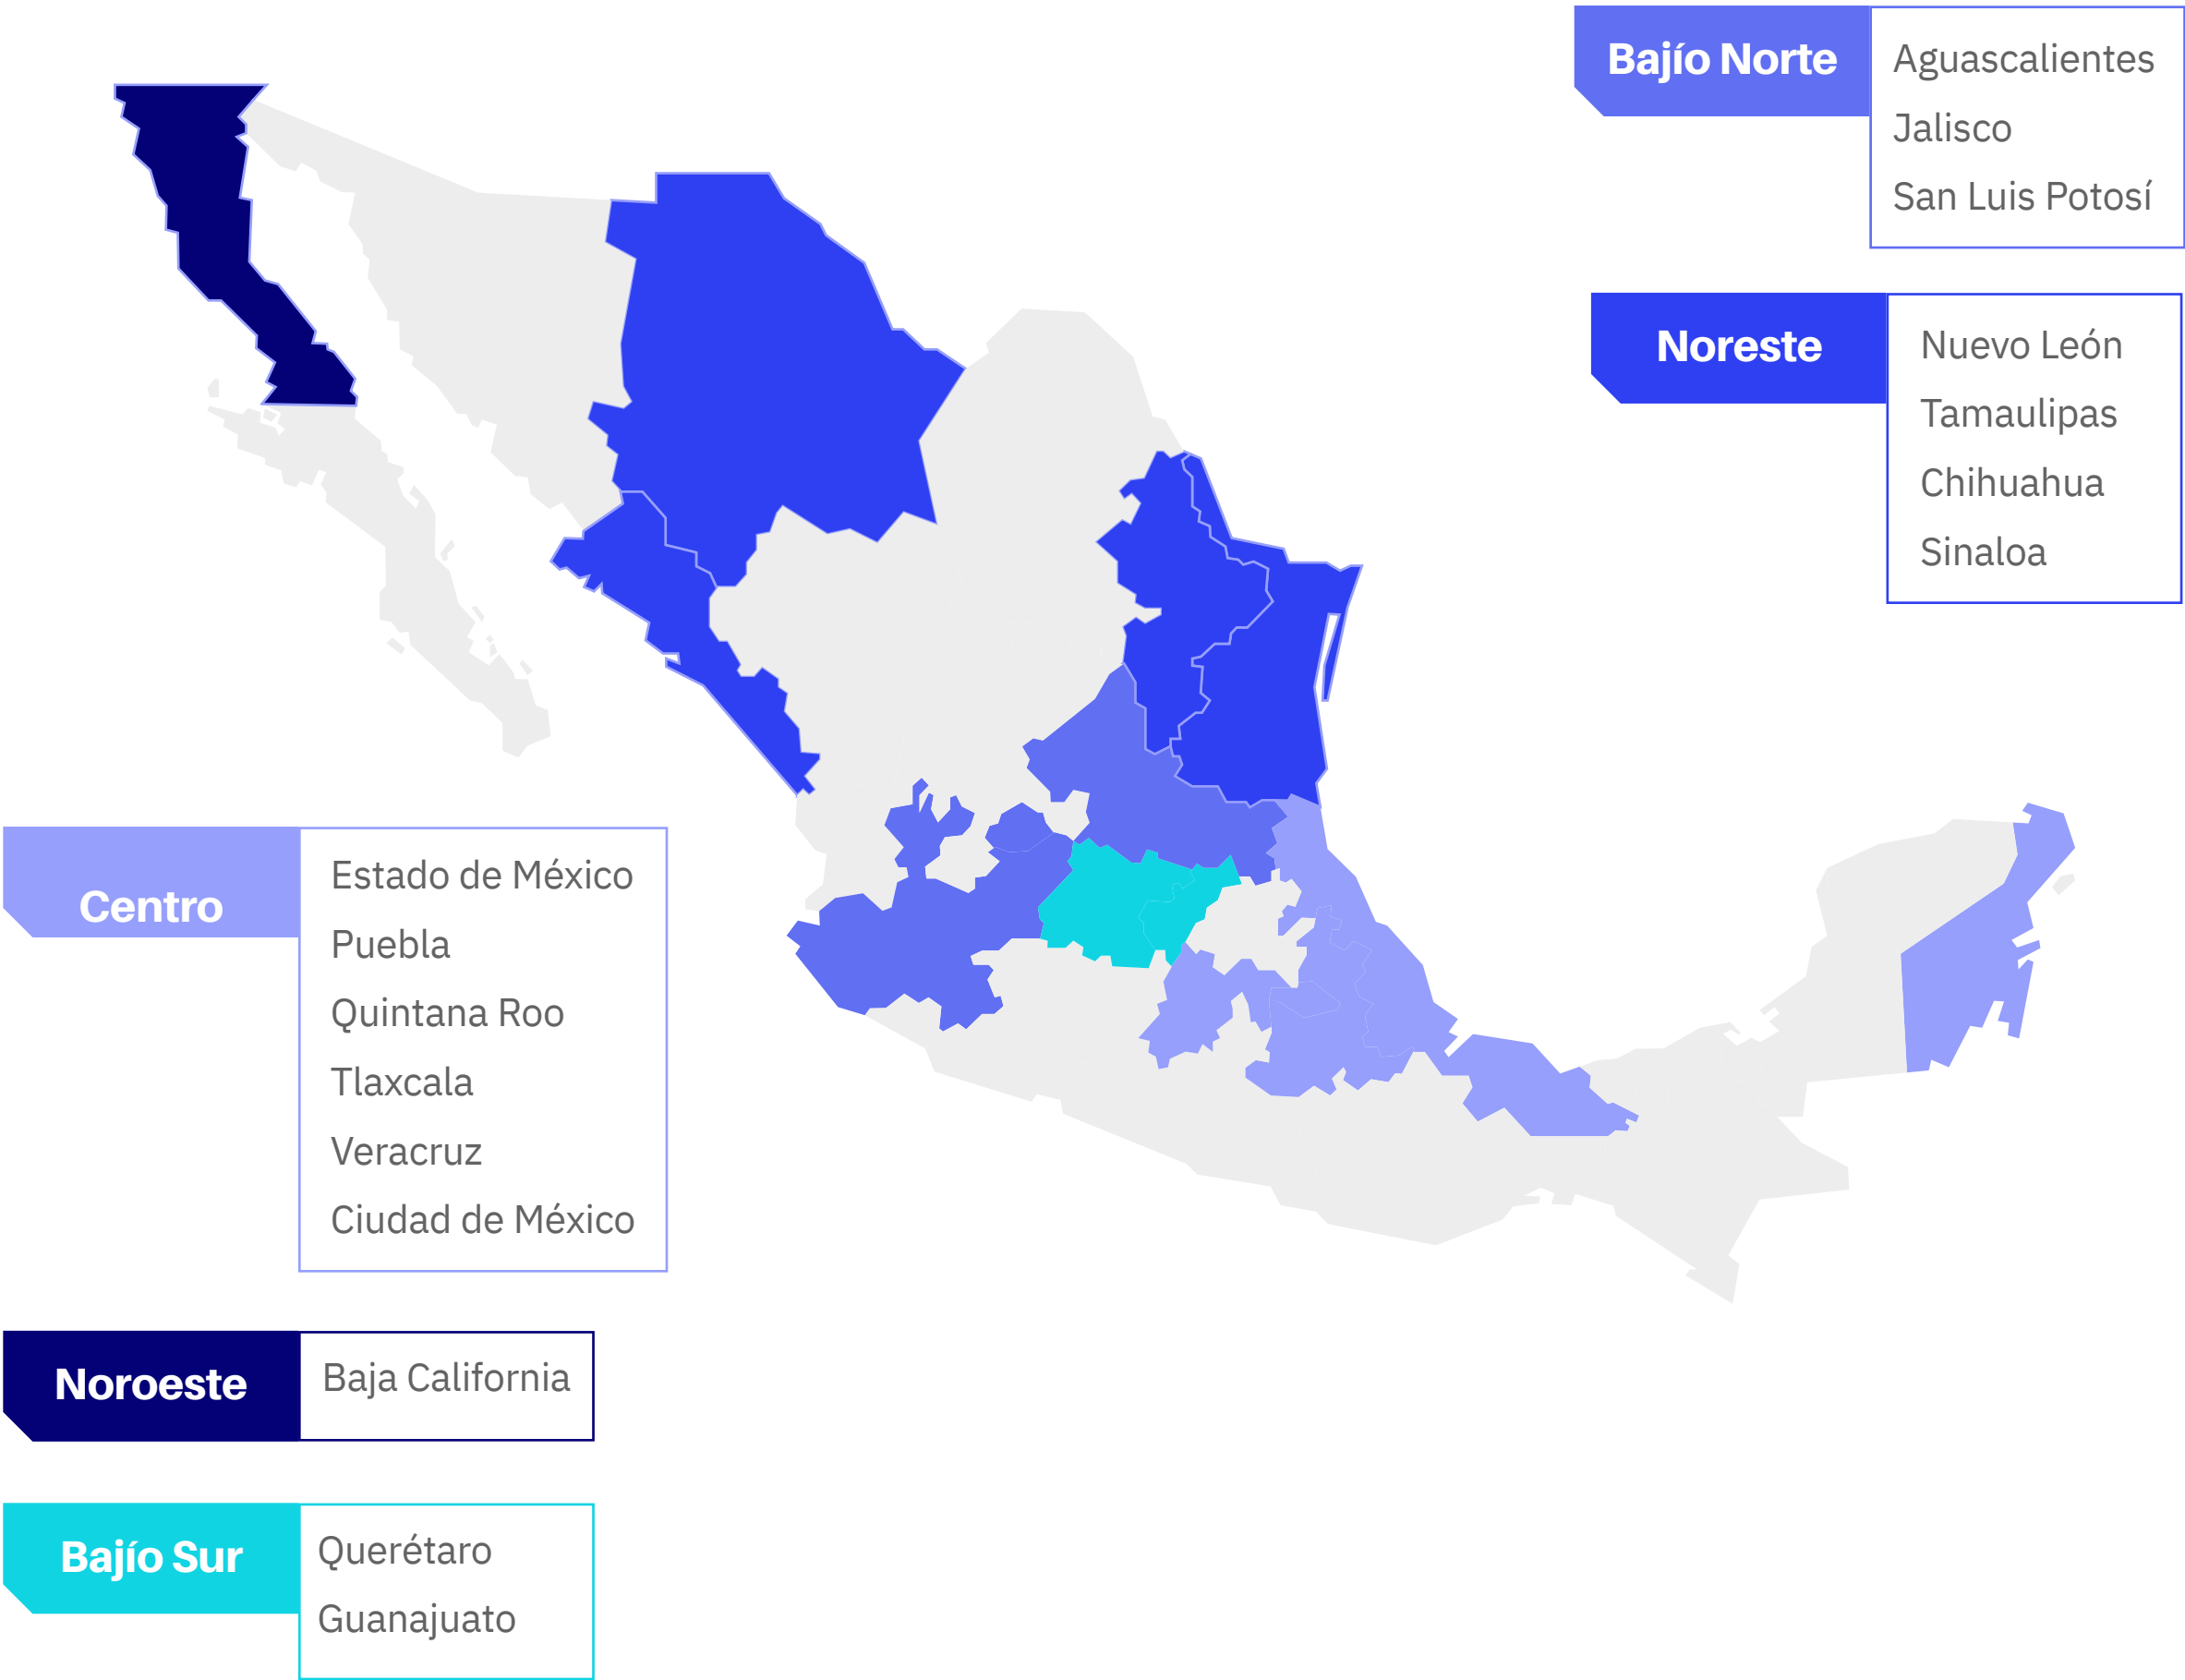 Bajío Norte
Aguascalientes
Jalisco
San Luis Potosí
Noreste
Nuevo León
Tamaulipas
Chihuahua
Sinaloa
Centro
Estado de México
Puebla
Quintana Roo
Tlaxcala
Veracruz
Ciudad de México
Noroeste
Baja California
Bajío Sur
Querétaro
Guanajuato